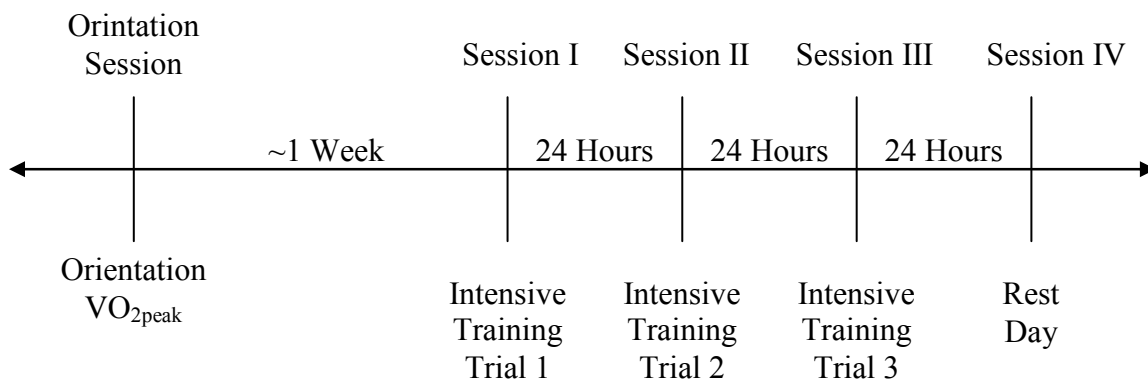 Orintation
Session
Session I
Session II
Session III
Session IV
~1 Week
24 Hours
24 Hours
24 Hours
Orientation
VO2peak
Intensive
Training
Trial 1
Intensive
Training
Trial 2
Intensive
Training
Trial 3
Rest
Day